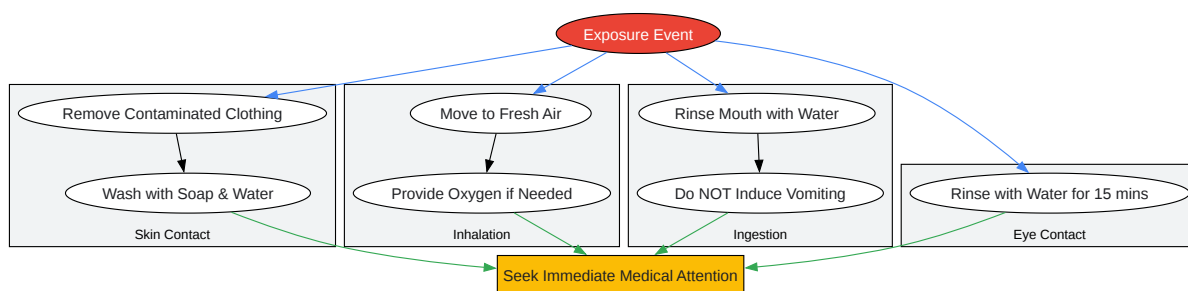 Exposure Event
Remove Contaminated Clothing
Move to Fresh Air
Rinse Mouth with Water
Wash with Soap & Water
Provide Oxygen if Needed
Do NOT Induce Vomiting
Rinse with Water for 15 mins
Skin Contact
Inhalation
Ingestion
Eye Contact
Seek Immediate Medical Attention